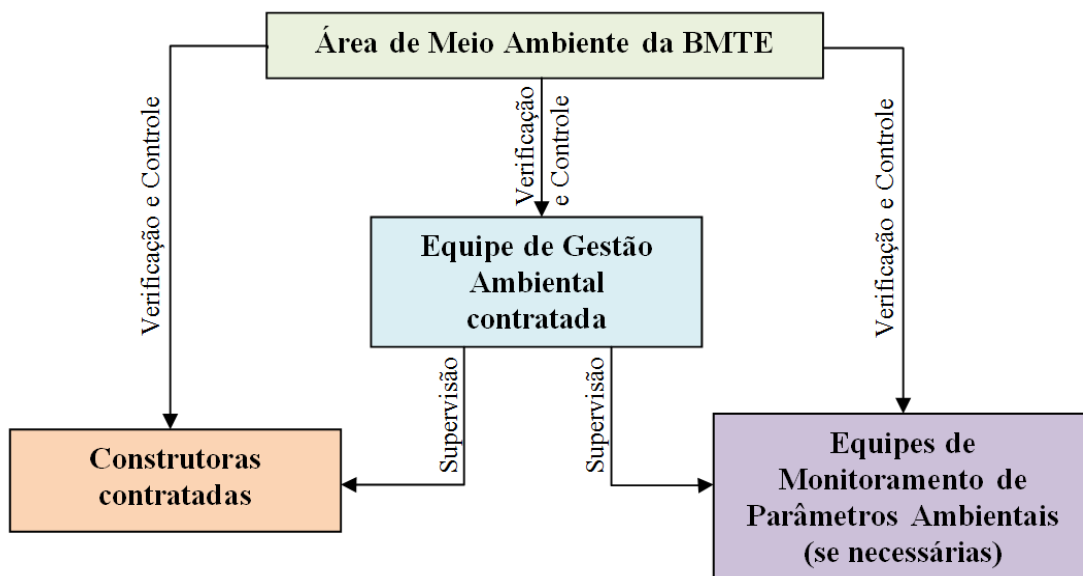 Área de Meio Ambiente da BMTE
Verificação e Controle
Verificação
e Controle
Verificação e Controle
Equipe de Gestão
Ambiental
contratada
Supervisão
Supervisão
Construtoras
contratadas
Equipes de
Monitoramento de
Parâmetros Ambientais
(se necessárias)